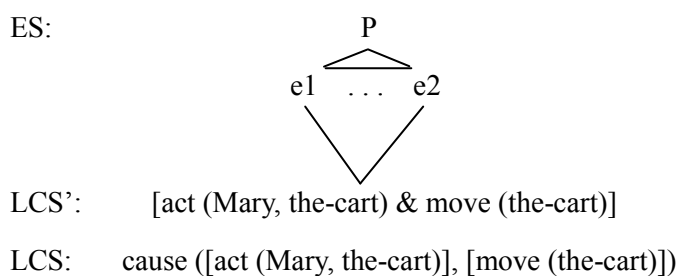 ES: P
e1 . . . e2
LCS’: [act (Mary, the-cart) & move (the-cart)]
LCS: cause ([act (Mary, the-cart)], [move (the-cart)])